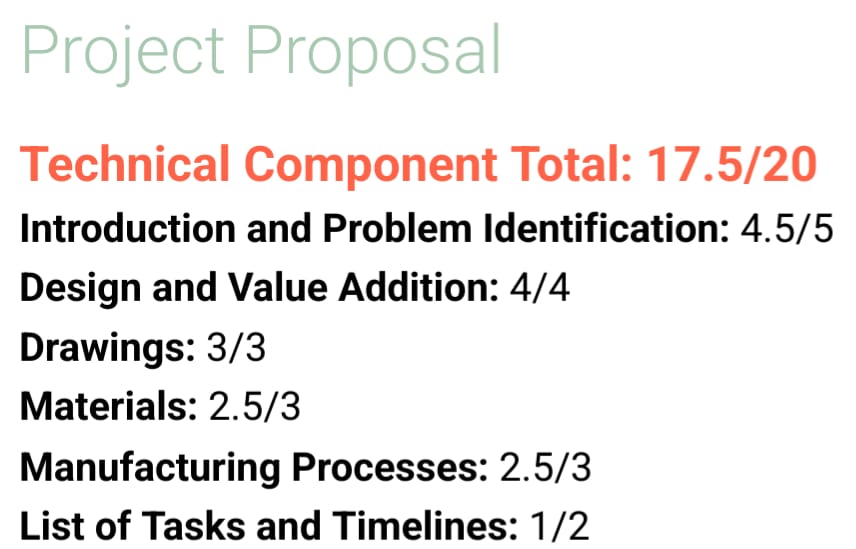 Project Proposal
Technical Component Total: 17.5/20
Introduction and Problem Identification: 4.5/5
Design and Value Addition: 4/4
Drawings: 3/3
Materials: 2.5/3
Manufacturing Processes: 2.5/3
List of Tasks and Timelines: 1/2